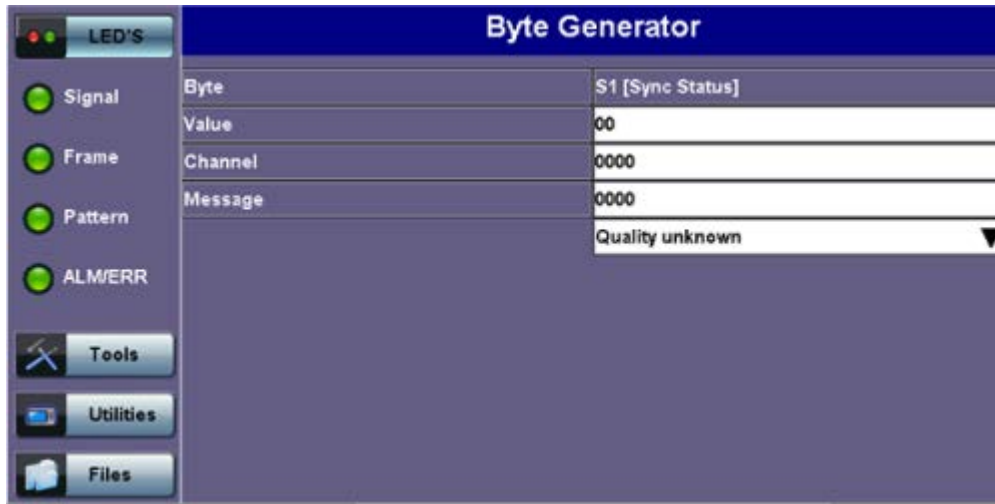 LED'S
Signal
Frame
Pattern
ALM/ERR
Tools
Utilities
Files
Byte Generator
Byte S1 [Sync Status]
Value 00
Channel 0000
Message 0000
Quality unknown